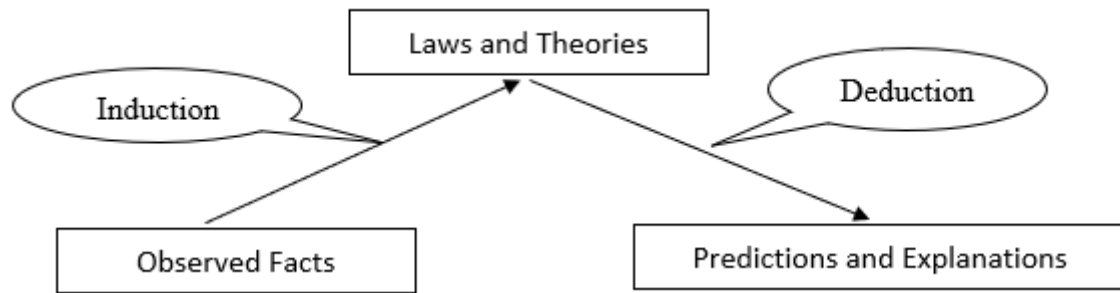 Laws and Theories
Induction
Deduction
Observed Facts
Predictions and Explanations